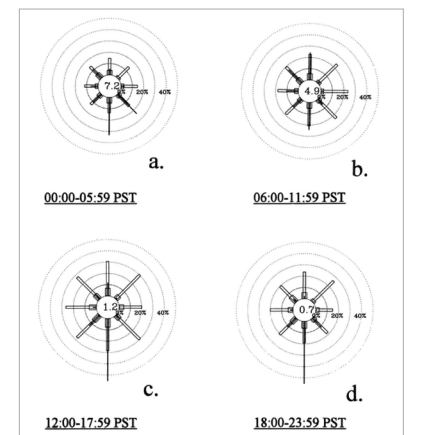 7.2 % 20% 40%
a.
00:00-05:59 PST
4.9 % 20% 40%
b.
06:00-11:59 PST
1.2 % 20% 40%
c.
12:00-17:59 PST
0.7 % 20% 40%
d.
18:00-23:59 PST